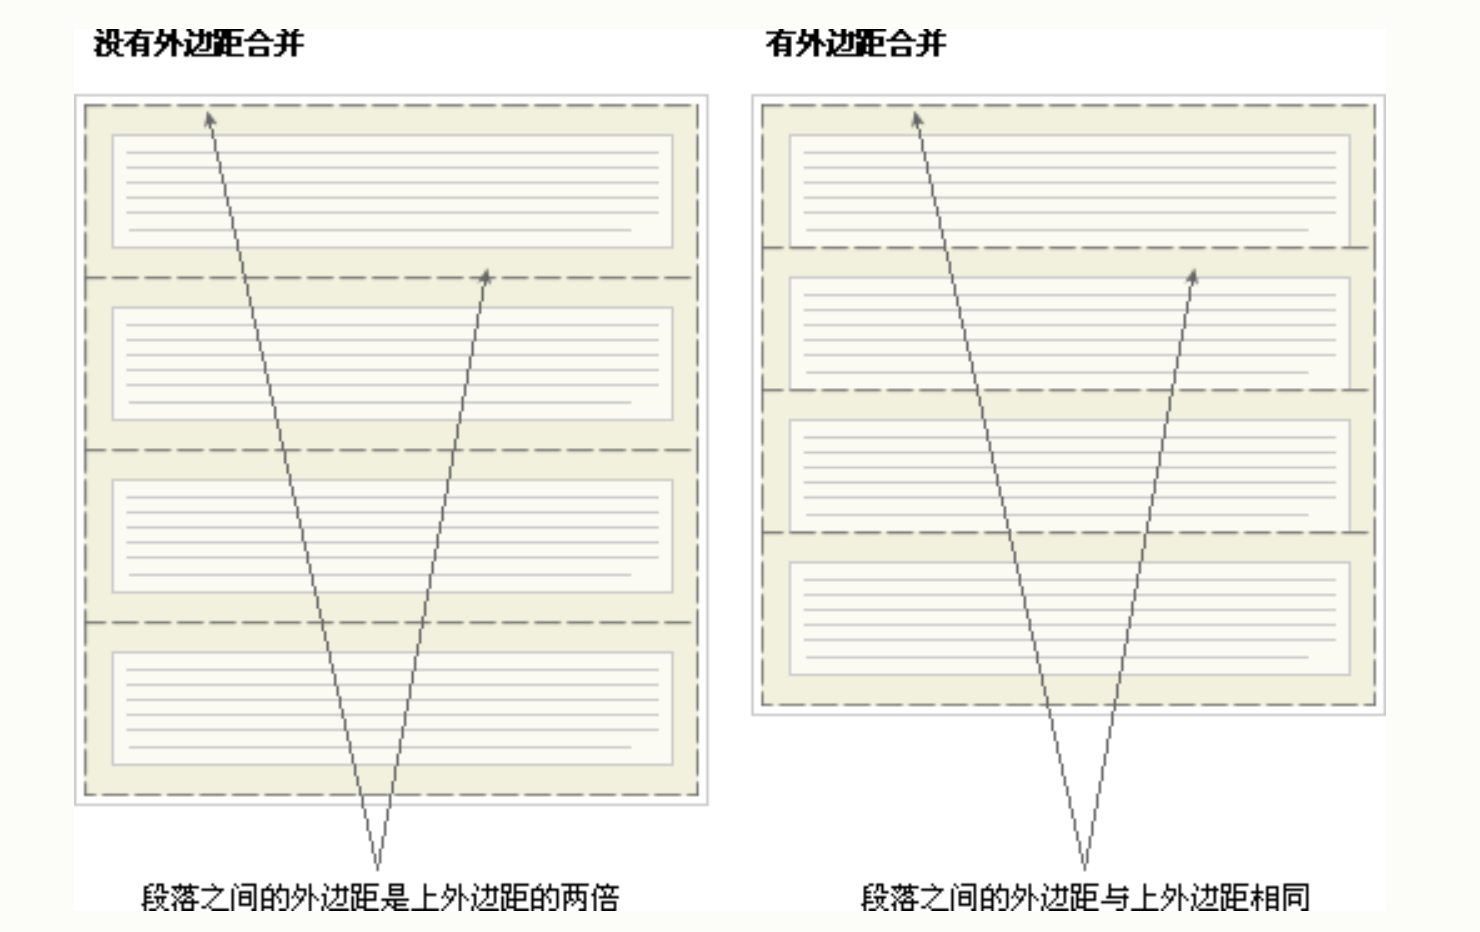 没有外边距合并
有外边距合并
段落之间的外边距是上外边距的两倍
段落之间的外边距与上外边距相同